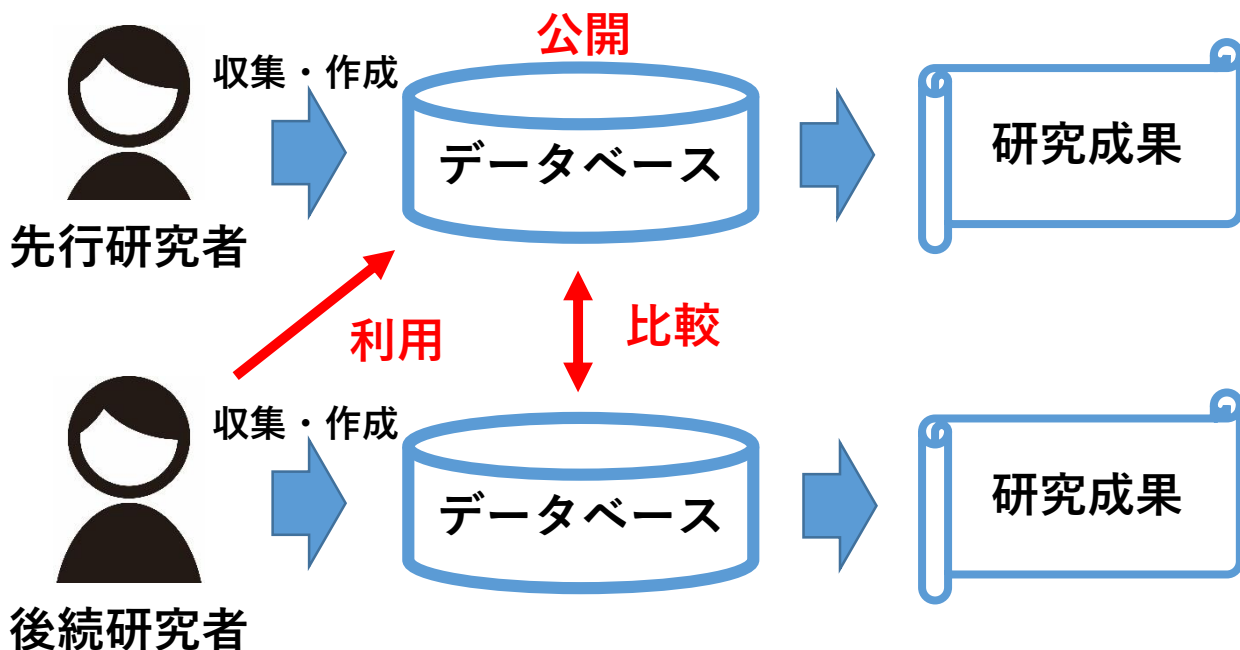 公開
収集・作成
データベース
研究成果
先行研究者
利用
比較
収集・作成
データベース
研究成果
後続研究者